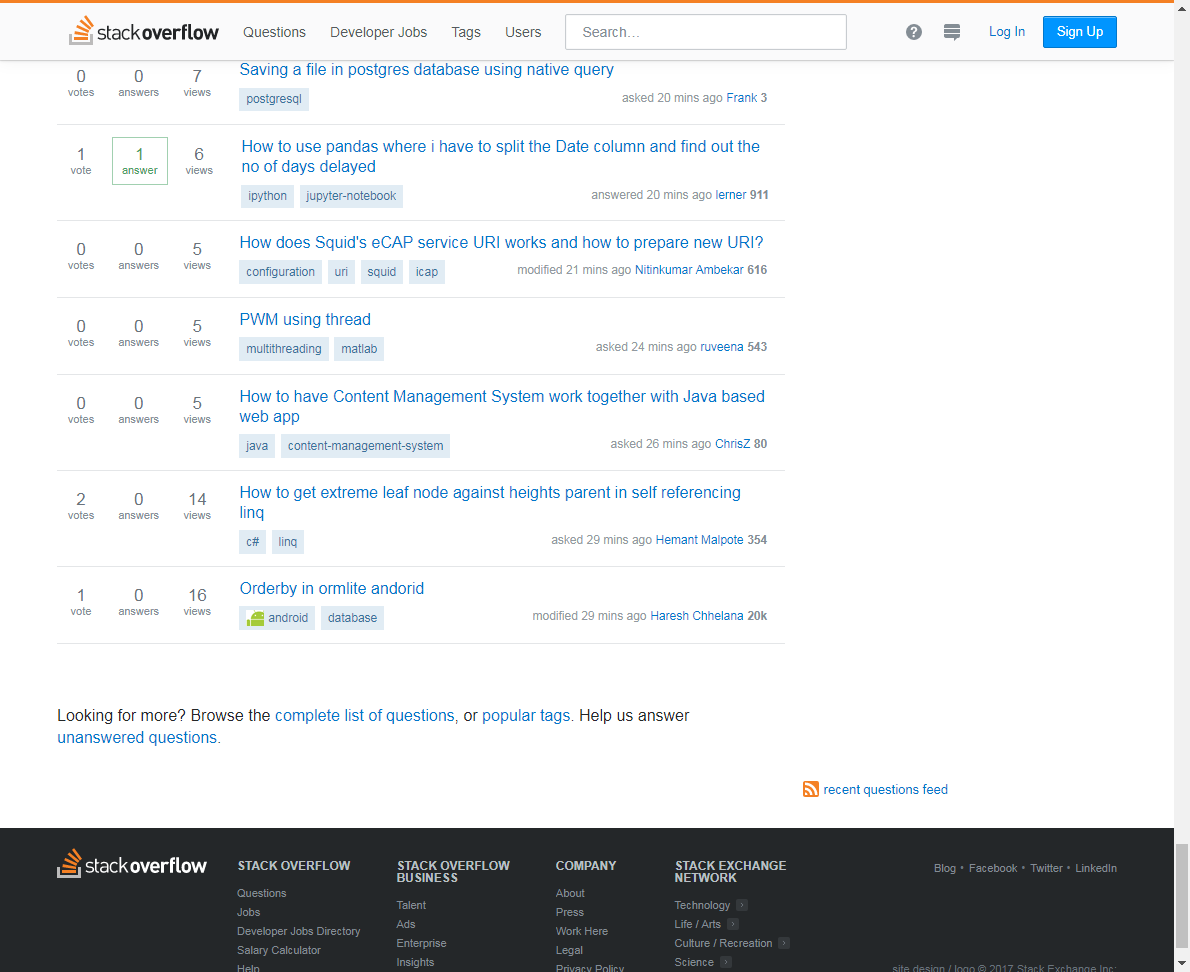 stack overflow Questions Developer Jobs Tags Users Search... ? Log In Sign Up
0 0 7 Saving a file in postgres database using native query
votes answers views postgresql asked 20 mins ago Frank 3
1 1 6 How to use pandas where i have to split the Date column and find out the
vote answer views no of days delayed
ipython jupyter-notebook answered 20 mins ago lerner 911
0 0 5 How does Squid's eCAP service URI works and how to prepare new URI?
votes answers views configuration uri squid icap modified 21 mins ago Nitinkumar Ambekar 616
0 0 5 PWM using thread
votes answers views multithreading matlab asked 24 mins ago ruveena 543
0 0 5 How to have Content Management System work together with Java based
votes answers views web app
java content-management-system asked 26 mins ago ChrisZ 80
2 0 14 How to get extreme leaf node against heights parent in self referencing
votes answers views linq
c# linq asked 29 mins ago Hemant Malpote 354
1 0 16 Orderby in ormlite andorid
vote answers views android database modified 29 mins ago Haresh Chhelana 20k
Looking for more? Browse the complete list of questions, or popular tags. Help us answer
unanswered questions.
recent questions feed
stack overflow
STACK OVERFLOW
Questions
Jobs
Developer Jobs Directory
Salary Calculator
Help
STACK OVERFLOW
BUSINESS
Talent
Ads
Enterprise
Insights
COMPANY
About
Press
Work Here
Legal
Privacy Policy
STACK EXCHANGE
NETWORK
Technology
Life / Arts
Culture / Recreation
Science
Blog • Facebook • Twitter • LinkedIn
site design / logo © 2017 Stack Exchange Inc;